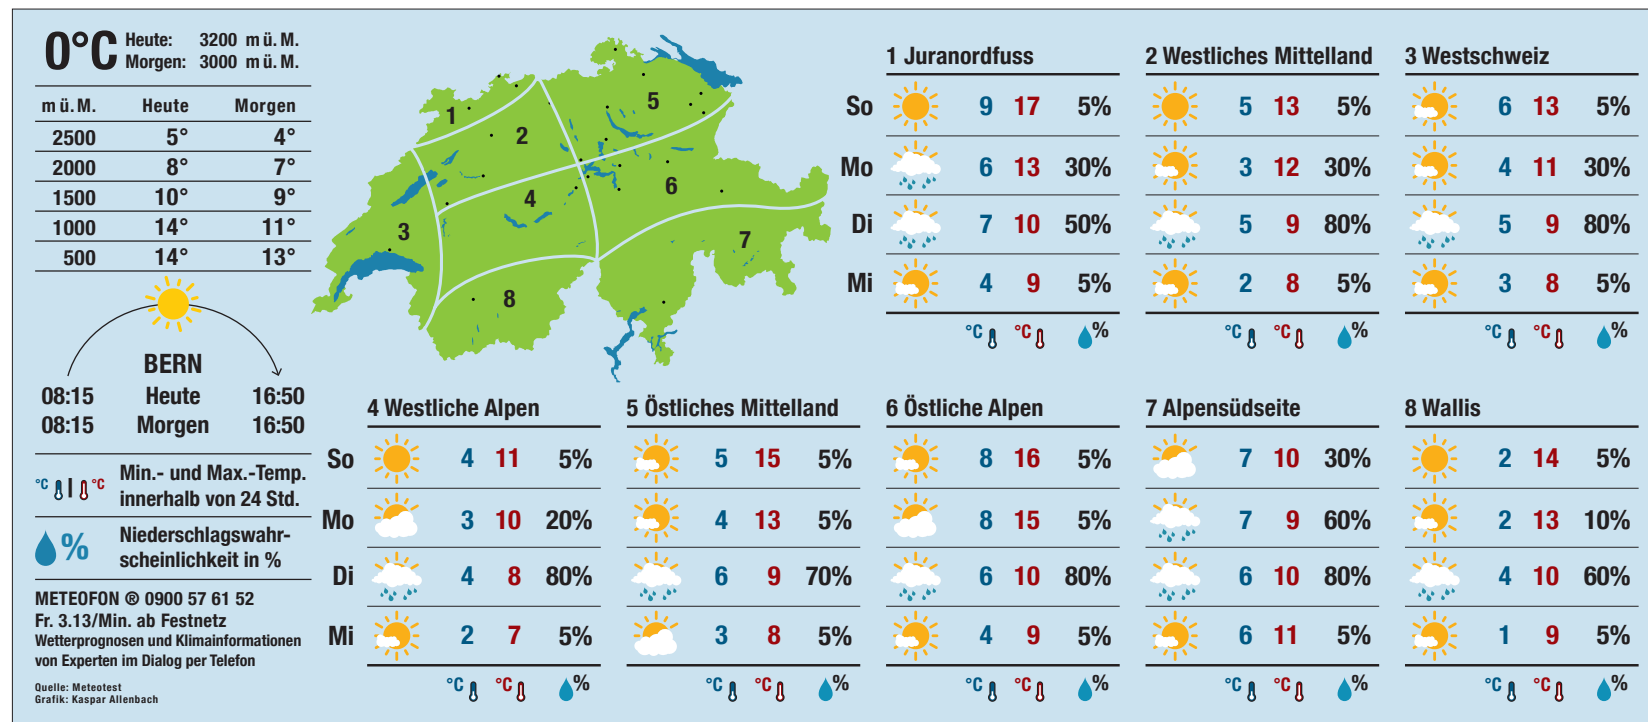 0°C
Heute: 3200 m ü. M.
Morgen: 3000 m ü. M.
m ü. M. Heute Morgen
2500 5° 4°
2000 8° 7°
1500 10° 9°
1000 14° 11°
500 14° 13°
BERN
08:15 Heute 16:50
08:15 Morgen 16:50
°C | °C Min.- und Max.-Temp.
innerhalb von 24 Std.
% Niederschlagswahr-
scheinlichkeit in %
METEOFON ® 0900 57 61 52
Fr. 3.13/Min. ab Festnetz
Wetterprognosen und Klimainformationen
von Experten im Dialog per Telefon
Quelle: Meteotest
Grafik: Kaspar Allenbach
1
2
3
4
5
6
7
8
1 Juranordfuss
So 9 17 5%
Mo 6 13 30%
Di 7 10 50%
Mi 4 9 5%
°C °C %
2 Westliches Mittelland
5 13 5%
3 12 30%
5 9 80%
2 8 5%
°C °C %
3 Westschweiz
6 13 5%
4 11 30%
5 9 80%
3 8 5%
°C °C %
4 Westliche Alpen
So 4 11 5%
Mo 3 10 20%
Di 4 8 80%
Mi 2 7 5%
°C °C %
5 Östliches Mittelland
5 15 5%
4 13 5%
6 9 70%
3 8 5%
°C °C %
6 Östliche Alpen
8 16 5%
8 15 5%
6 10 80%
4 9 5%
°C °C %
7 Alpensüdseite
7 10 30%
7 9 60%
6 10 80%
6 11 5%
°C °C %
8 Wallis
2 14 5%
2 13 10%
4 10 60%
1 9 5%
°C °C %